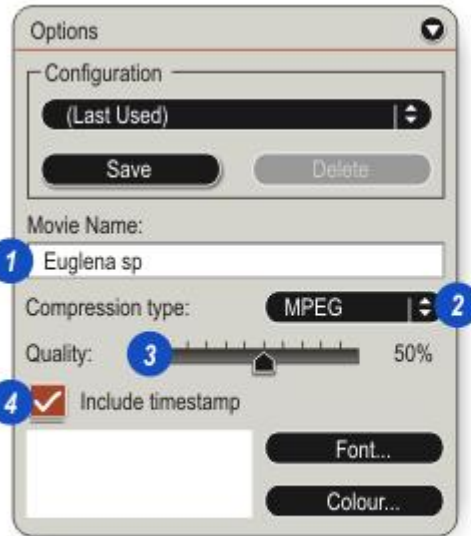 Options
Configuration
(Last Used)
Save Delete
Movie Name:
1 Euglena sp
Compression type: MPEG 2
Quality: 3 50%
4 Include timestamp
Font...
Colour...